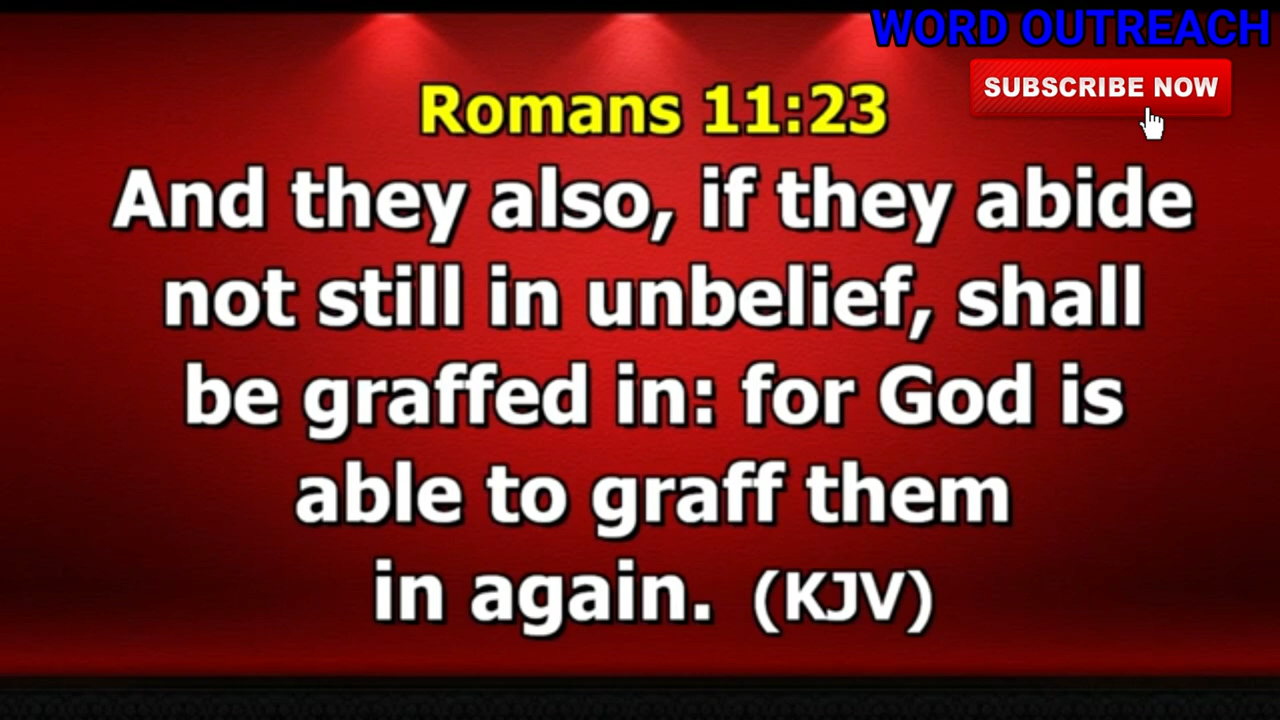 WORD OUTREACH
SUBSCRIBE NOW
Romans 11:23
And they also, if they abide
not still in unbelief, shall
be graffed in: for God is
able to graff them
in again. (KJV)